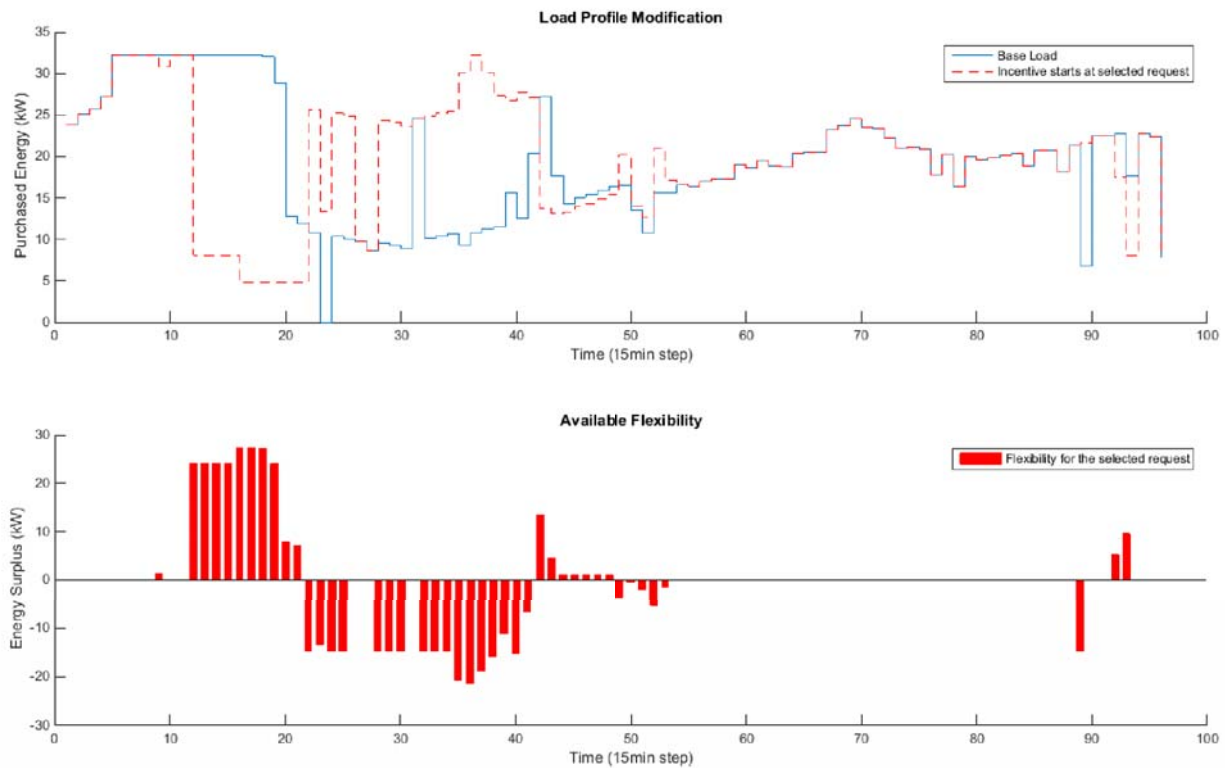 Load Profile Modification
35
30
25
20
15
10
5
0
Purchased Energy (kW)
Base Load
Incentive starts at selected request
0 10 20 30 40 50 60 70 80 90 100
Time (15min step)
Available Flexibility
30
20
10
0
-10
-20
-30
Energy Surplus (kW)
Flexibility for the selected request
0 10 20 30 40 50 60 70 80 90 100
Time (15min step)